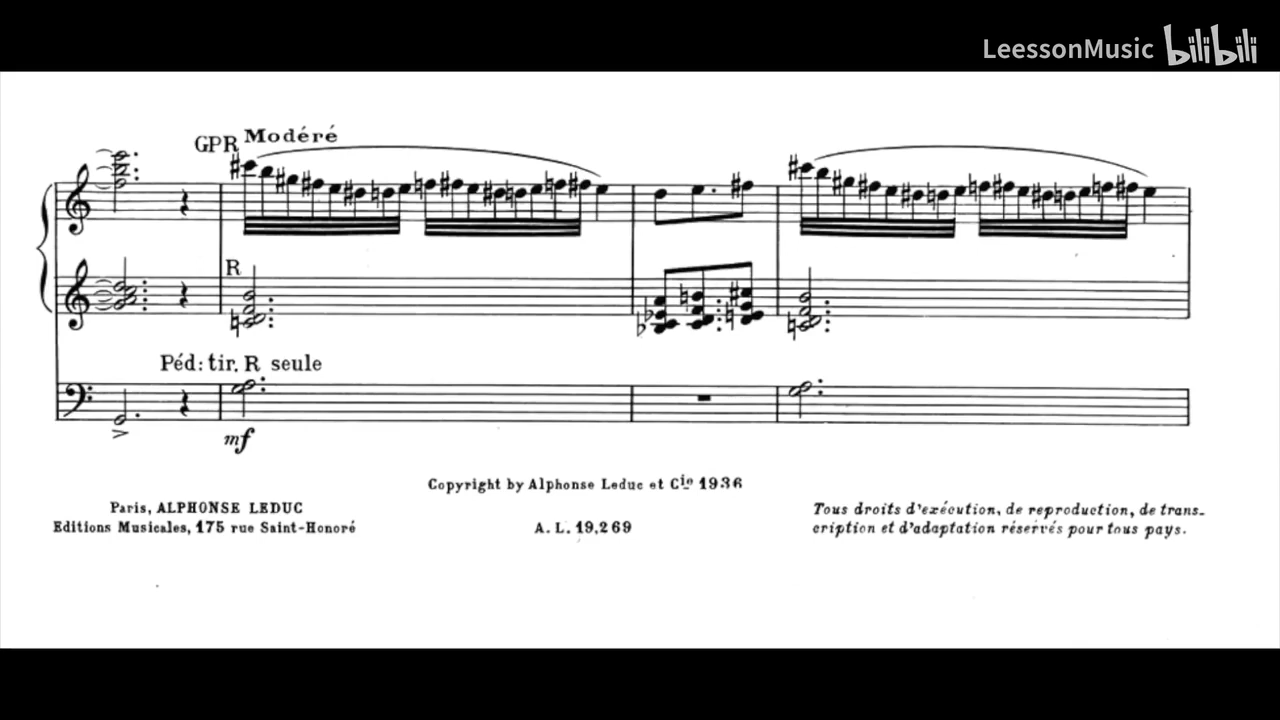 LeessonMusic bilibili
GPR Modéré
R
Péd: tir. R seule
mf
Copyright by Alphonse Leduc et Cie 1936
Paris, ALPHONSE LEDUC
Editions Musicales, 175 rue Saint-Honoré
A. L. 19,269
Tous droits d'exécution, de reproduction, de trans-
cription et d'adaptation réservés pour tous pays.